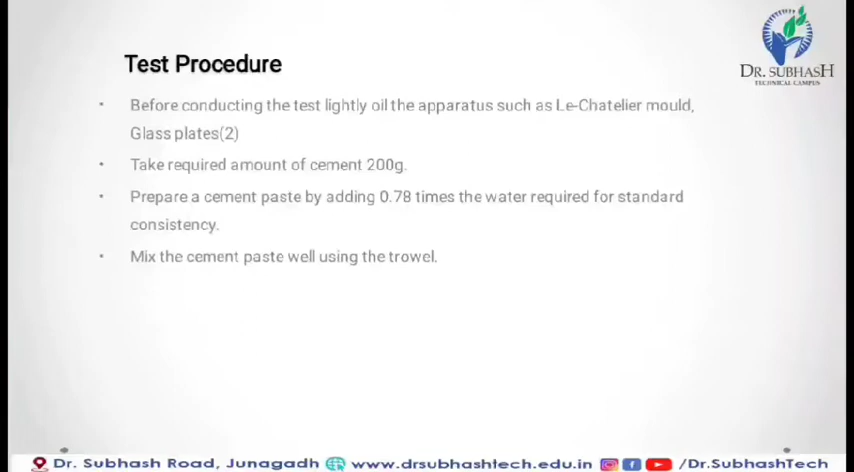 DR. SUBHASH
TECHNICAL CAMPUS
Test Procedure
• Before conducting the test lightly oil the apparatus such as Le-Chatelier mould,
Glass plates(2)
• Take required amount of cement 200g.
• Prepare a cement paste by adding 0.78 times the water required for standard
consistency.
• Mix the cement paste well using the trowel.
Dr. Subhash Road, Junagadh www.drsubhashtech.edu.in /Dr.SubhashTech